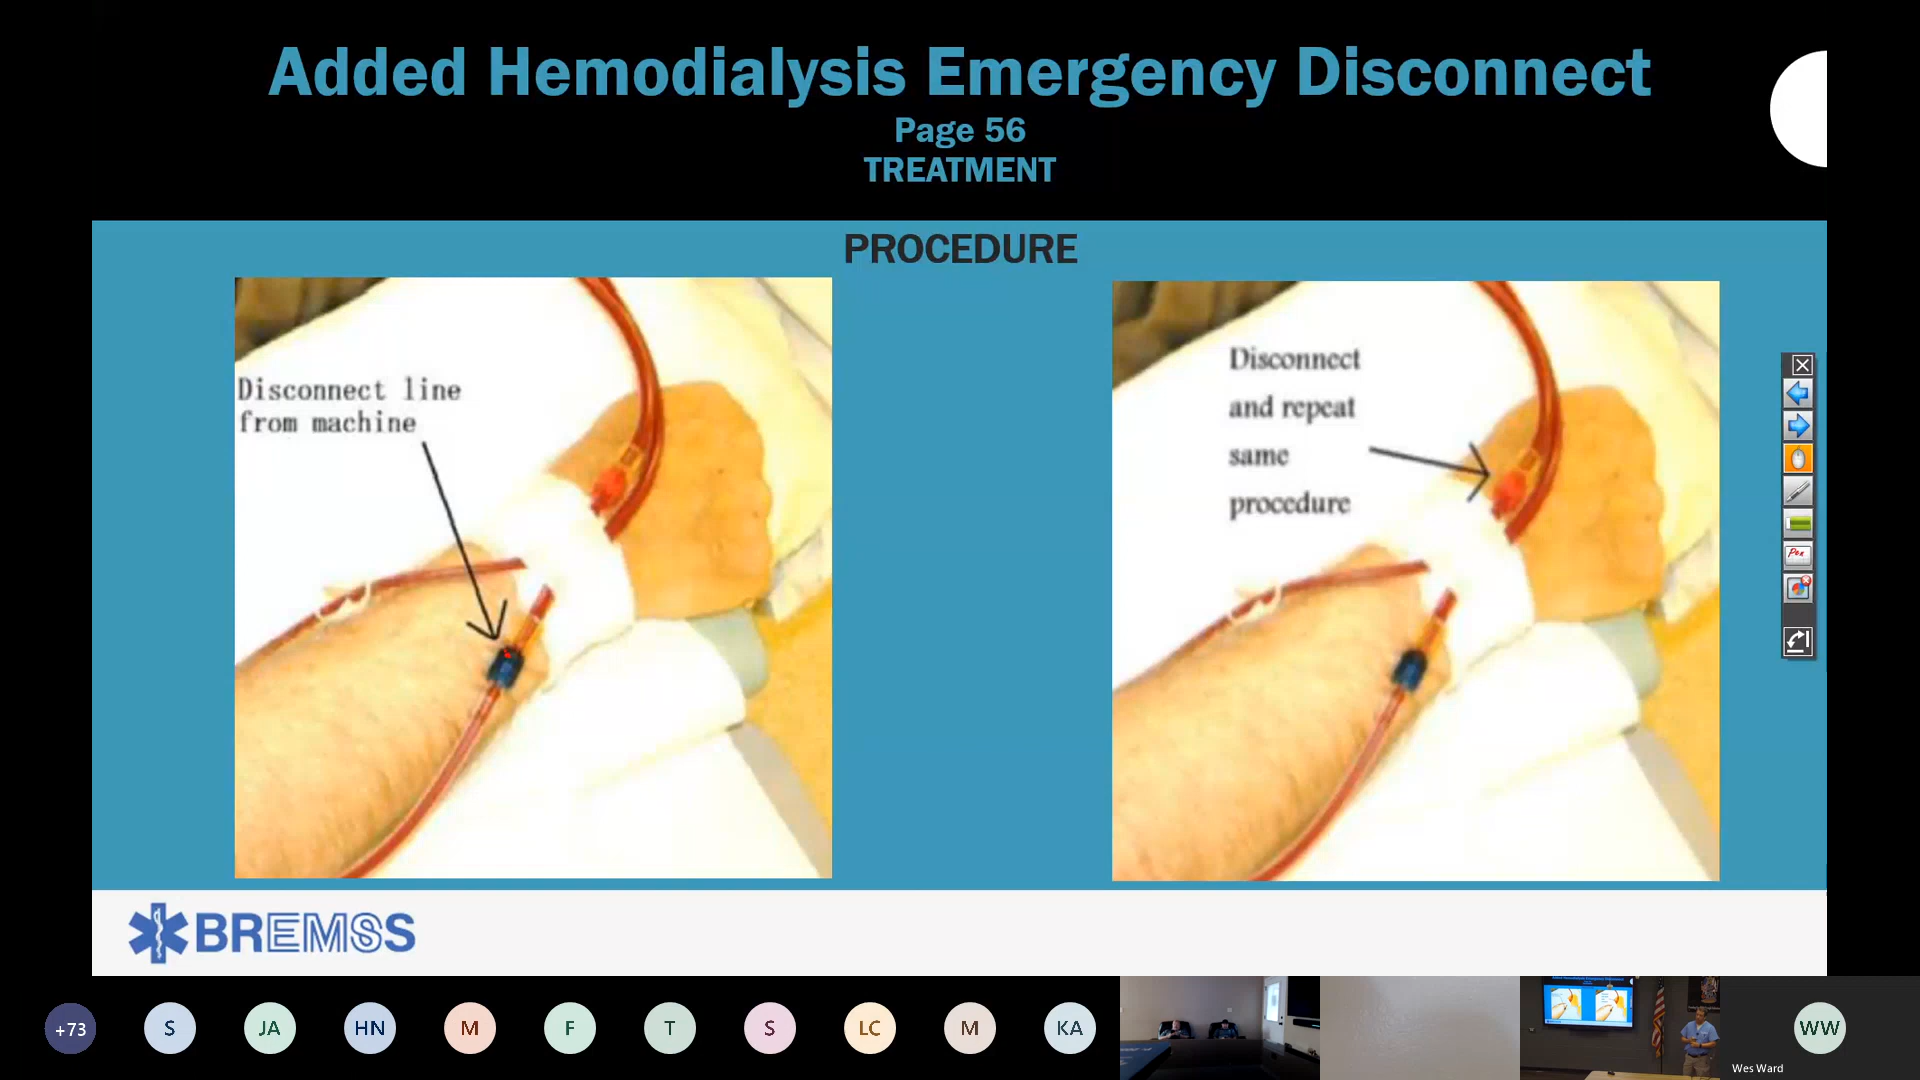 Added Hemodialysis Emergency Disconnect
Page 56
TREATMENT
PROCEDURE
Disconnect line
from machine
Disconnect
and repeat
same
procedure
Pen
BREMSS
+73
S
JA
HN
M
F
T
S
LC
M
KA
WW
Wes Ward